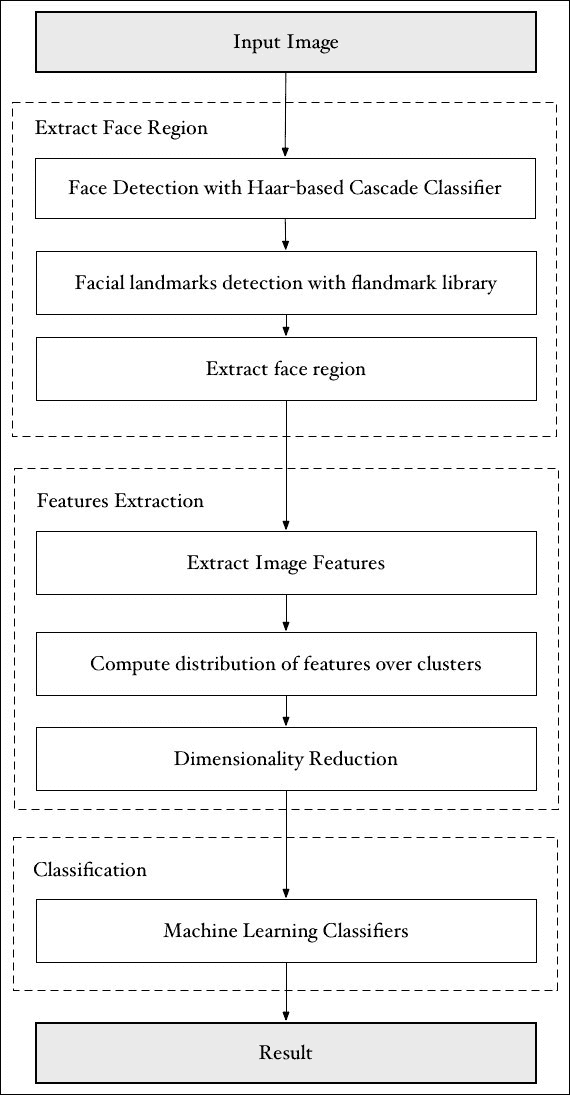 Input Image
Extract Face Region
Face Detection with Haar-based Cascade Classifier
Facial landmarks detection with flandmark library
Extract face region
Features Extraction
Extract Image Features
Compute distribution of features over clusters
Dimensionality Reduction
Classification
Machine Learning Classifiers
Result